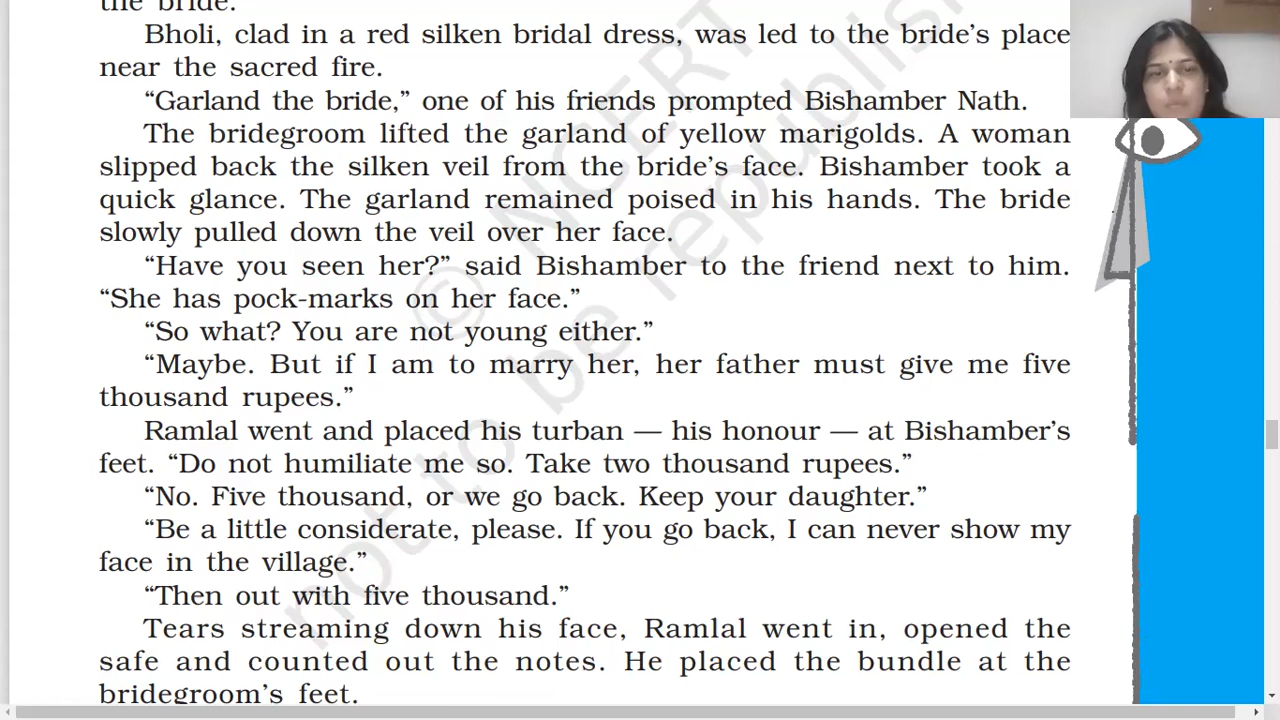 the bride.
Bholi, clad in a red silken bridal dress, was led to the bride’s place
near the sacred fire.
“Garland the bride,” one of his friends prompted Bishamber Nath.
The bridegroom lifted the garland of yellow marigolds. A woman
slipped back the silken veil from the bride’s face. Bishamber took a
quick glance. The garland remained poised in his hands. The bride
slowly pulled down the veil over her face.
“Have you seen her?” said Bishamber to the friend next to him.
“She has pock-marks on her face.”
“So what? You are not young either.”
“Maybe. But if I am to marry her, her father must give me five
thousand rupees.”
Ramlal went and placed his turban — his honour — at Bishamber’s
feet. “Do not humiliate me so. Take two thousand rupees.”
“No. Five thousand, or we go back. Keep your daughter.”
“Be a little considerate, please. If you go back, I can never show my
face in the village.”
“Then out with five thousand.”
Tears streaming down his face, Ramlal went in, opened the
safe and counted out the notes. He placed the bundle at the
bridegroom’s feet.
© NCERT
not to be republish